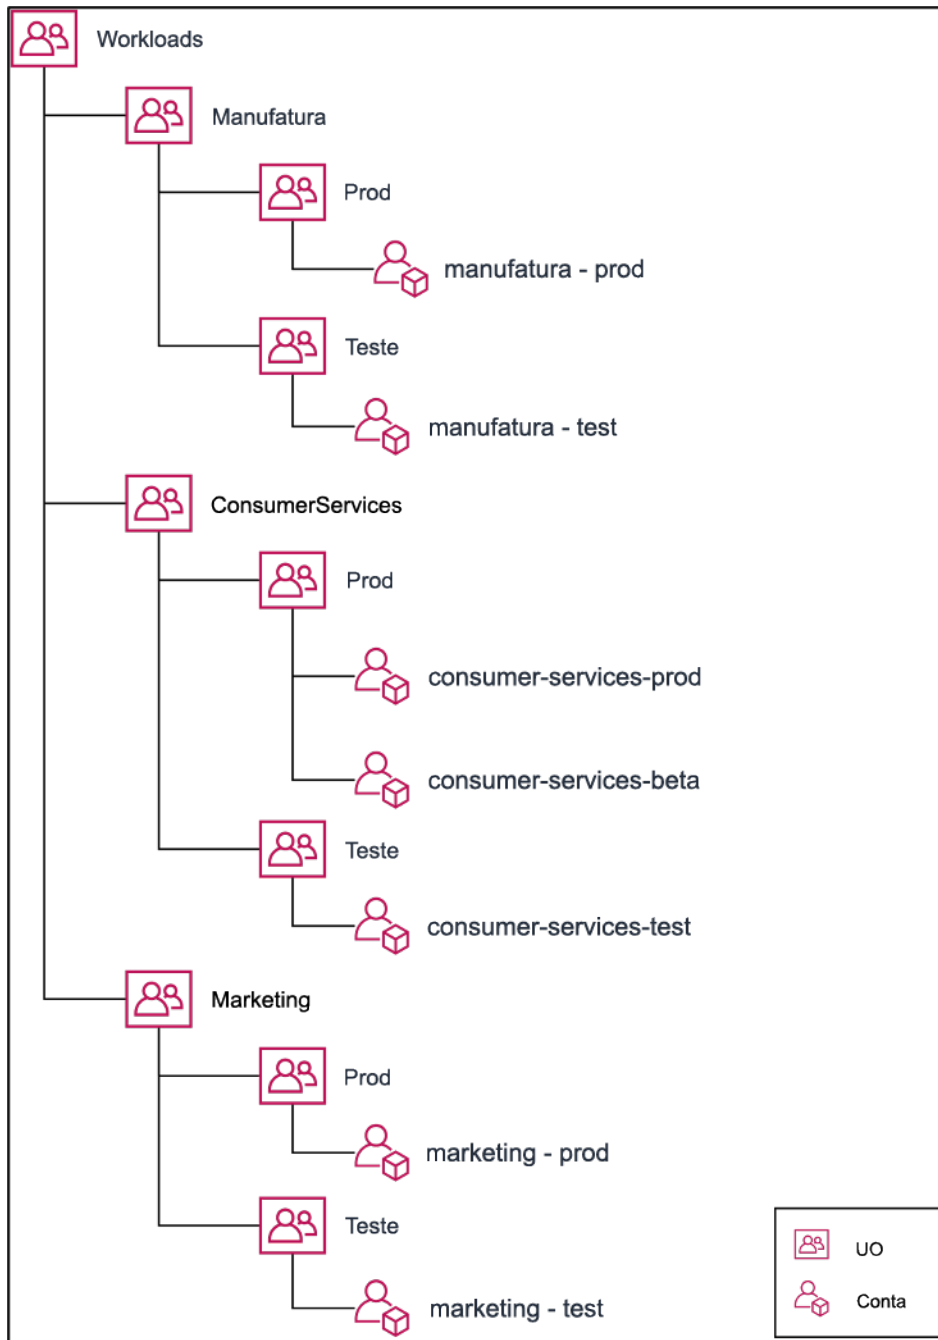 Workloads
Manufatura
Prod
manufatura - prod
Teste
manufatura - test
ConsumerServices
Prod
consumer-services-prod
consumer-services-beta
Teste
consumer-services-test
Marketing
Prod
marketing - prod
Teste
marketing - test
UO
Conta